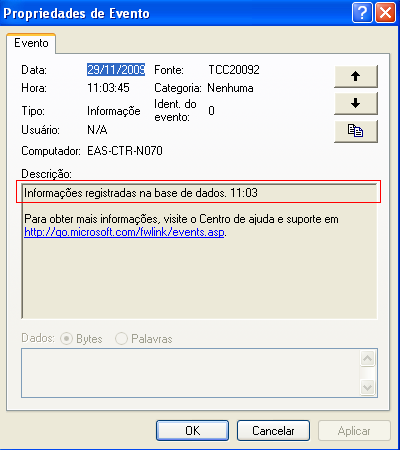 Propriedades de Evento
Evento
Data: 29/11/2009 Fonte: TCC20092
Hora: 11:03:45 Categoria: Nenhuma
Tipo: Informaçõe Ident. do evento: 0
Usuário: N/A
Computador: EAS-CTR-N070
Descrição:
Informações registradas na base de dados. 11:03
Para obter mais informações, visite o Centro de ajuda e suporte em
http://go.microsoft.com/fwlink/events.asp.
Dados: Bytes Palavras
OK Cancelar Aplicar